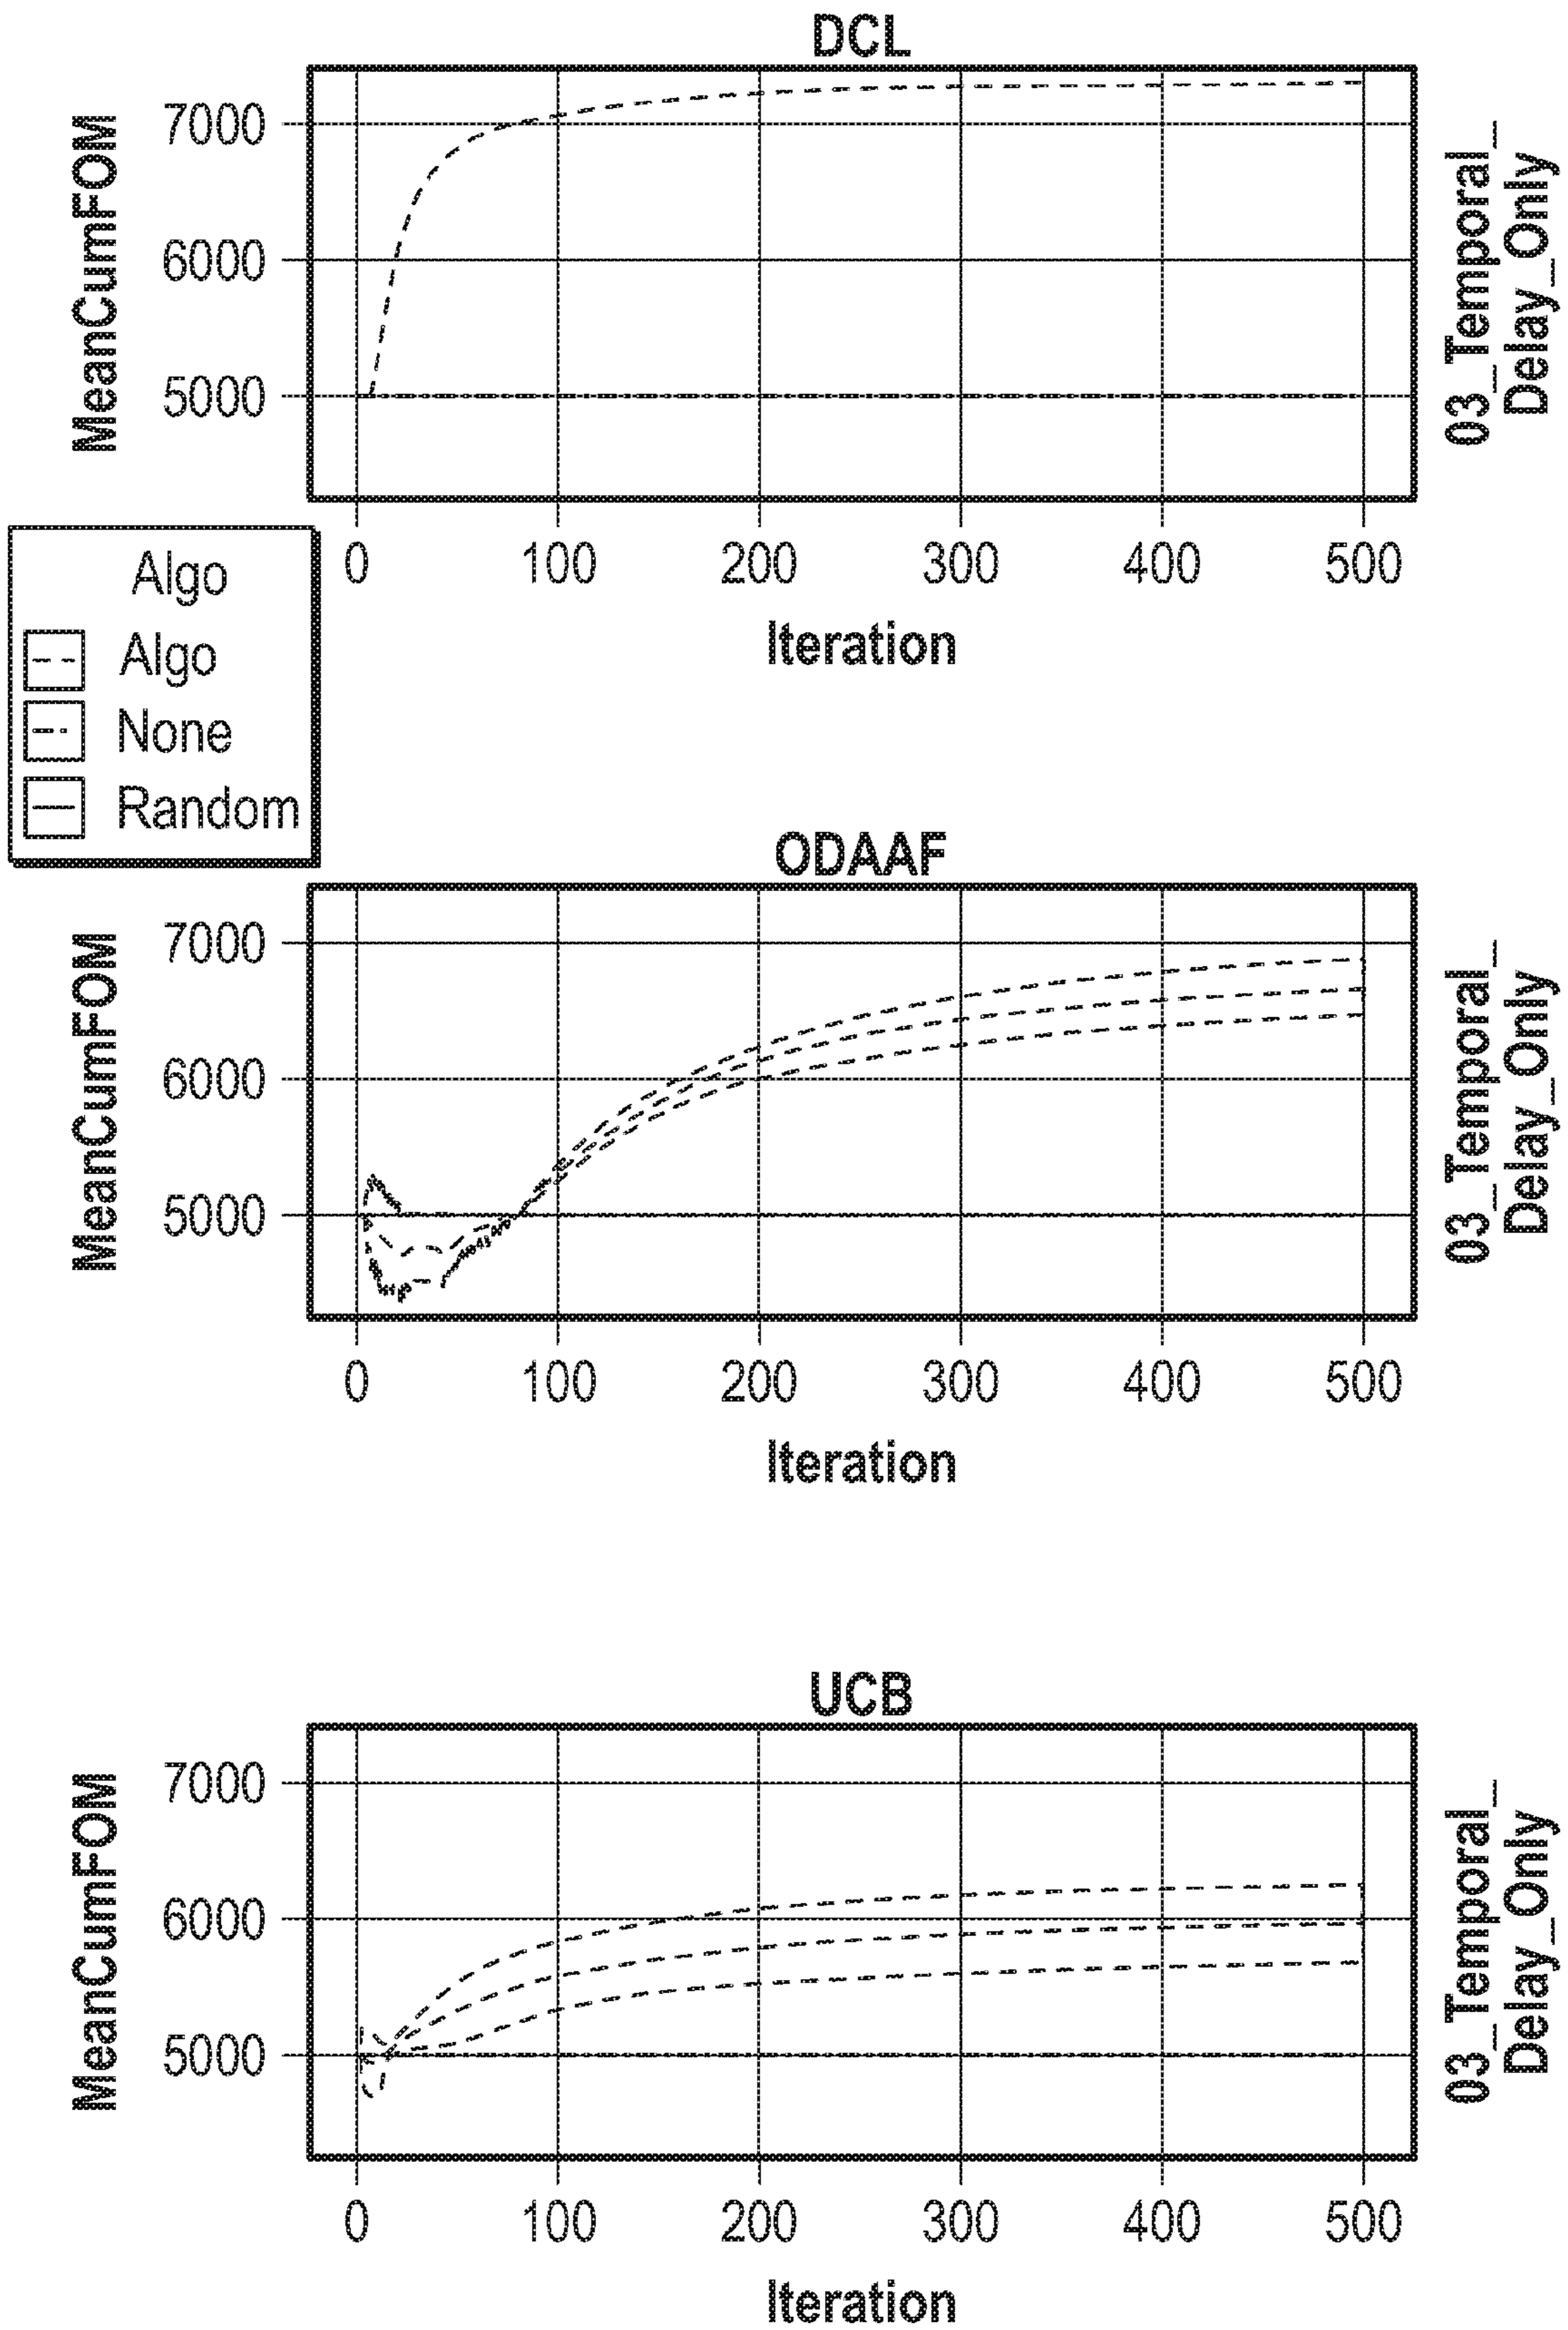 DCL
MeanCumFOM
7000
6000
5000
0 100 200 300 400 500
Iteration
03_Temporal_
Delay_Only
Algo
Algo
None
Random
ODAAF
MeanCumFOM
7000
6000
5000
0 100 200 300 400 500
Iteration
03_Temporal_
Delay_Only
UCB
MeanCumFOM
7000
6000
5000
0 100 200 300 400 500
Iteration
03_Temporal_
Delay_Only